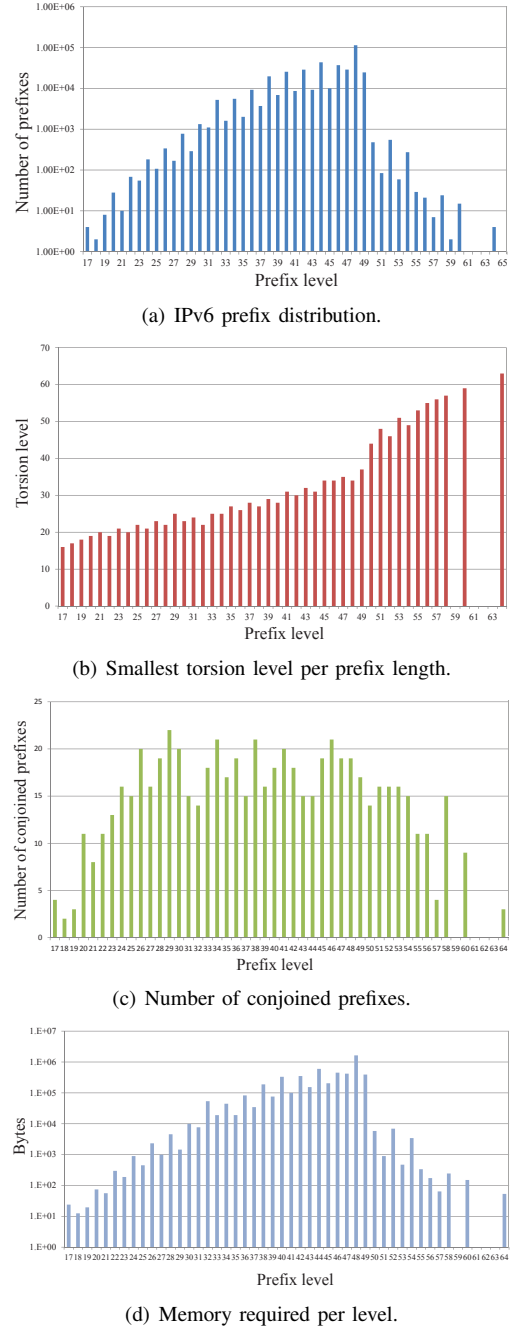 1.00E+06
1.00E+05
1.00E+04
1.00E+03
1.00E+02
1.00E+01
1.00E+00
Number of prefixes
17 19 21 23 25 27 29 31 33 35 37 39 41 43 45 47 49 51 53 55 57 59 61 63 65
Prefix level
(a) IPv6 prefix distribution.
70
60
50
40
30
20
10
0
Torsion level
17 19 21 23 25 27 29 31 33 35 37 39 41 43 45 47 49 51 53 55 57 59 61 63
Prefix level
(b) Smallest torsion level per prefix length.
25
20
15
10
5
0
Number of conjoined prefixes
17 18 19 20 21 22 23 24 25 26 27 28 29 30 31 32 33 34 35 36 37 38 39 40 41 42 43 44 45 46 47 48 49 50 51 52 53 54 55 56 57 58 59 60 61 62 63 64
Prefix level
(c) Number of conjoined prefixes.
1.E+07
1.E+06
1.E+05
1.E+04
1.E+03
1.E+02
1.E+01
1.E+00
Bytes
17 18 19 20 21 22 23 24 25 26 27 28 29 30 31 32 33 34 35 36 37 38 39 40 41 42 43 44 45 46 47 48 49 50 51 52 53 54 55 56 57 58 59 60 61 62 63 64
Prefix level
(d) Memory required per level.